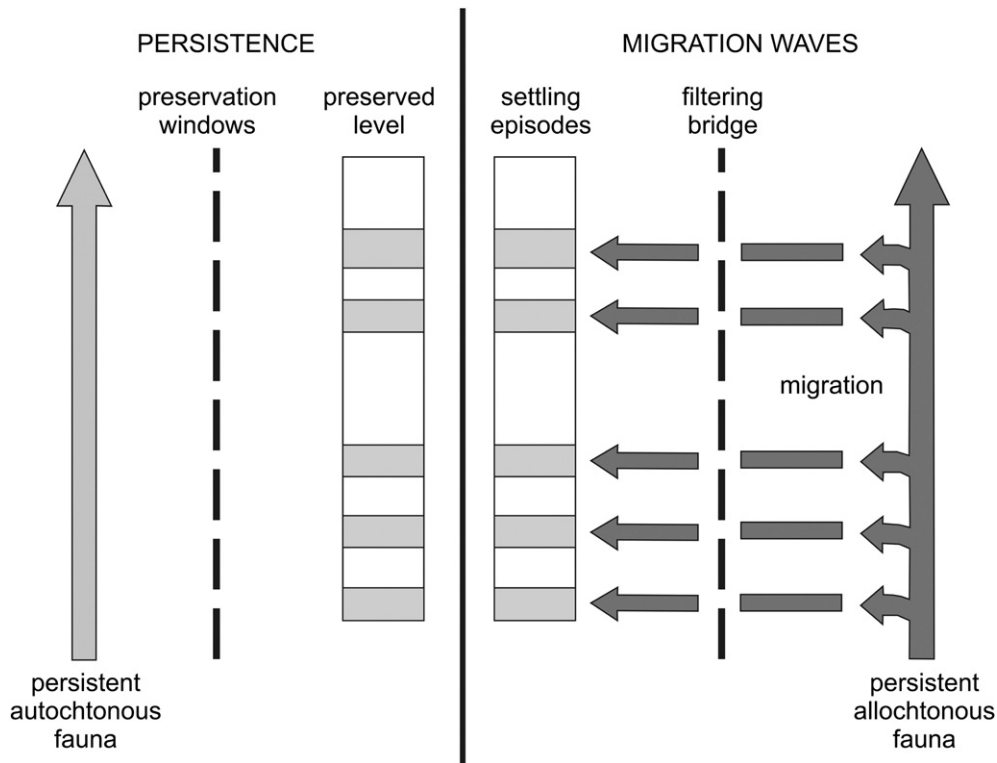 PERSISTENCE
MIGRATION WAVES
preservation
windows
preserved
level
settling
episodes
filtering
bridge
migration
persistent
autochtonous
fauna
persistent
allochtonous
fauna